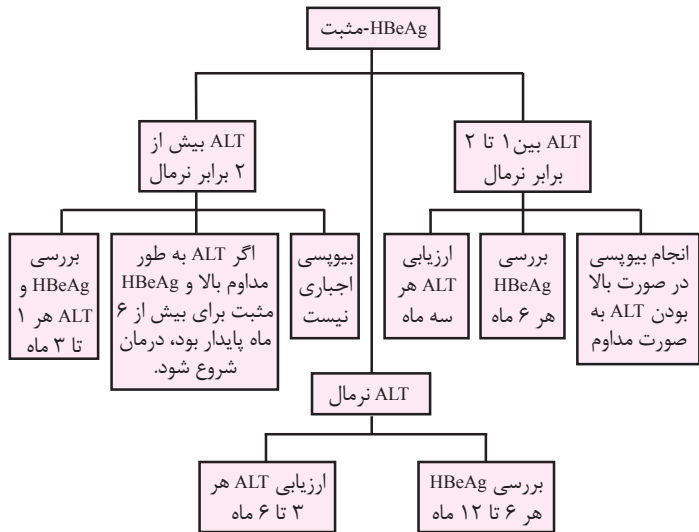 HBeAg-مثبت
ALT بین ۱ تا ۲
برابر نرمال
ALT بیش از
۲ برابر نرمال
انجام بیوپسی
در صورت بالا
بودن ALT به
صورت مداوم
بررسی
HBeAg
هر ۶ ماه
ارزیابی
ALT هر
سه ماه
بیوپسی
اجباری
نیست
اگر ALT به طور
مداوم بالا و HBeAg
مثبت برای بیش از ۶
ماه پایدار بود، درمان
شروع شود.
بررسی
HBeAg و
ALT هر ۱
تا ۳ ماه
ALT نرمال
بررسی HBeAg
هر ۶ تا ۱۲ ماه
ارزیابی ALT هر
۳ تا ۶ ماه